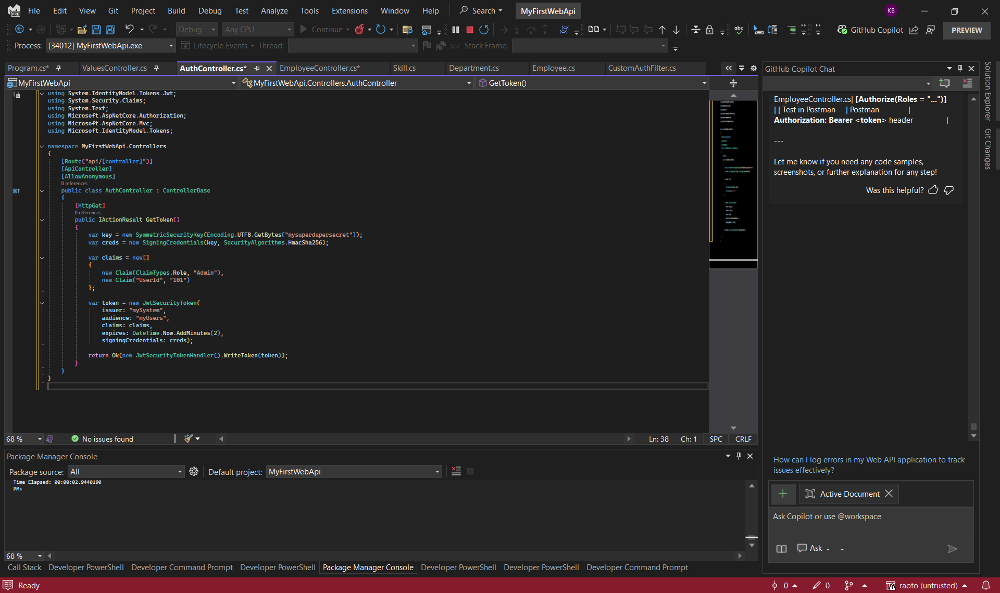 File Edit View Git Project Build Debug Test Analyze Tools Extensions Window Help Search MyFirstWebApi KB
Debug Any CPU Continue GitHub Copilot PREVIEW
Process: [34012] MyFirstWebApi.exe Lifecycle Events Thread: Stack Frame:
Program.cs* ValuesController.cs AuthController.cs* EmployeeController.cs* Skill.cs Department.cs Employee.cs CustomAuthFilter.cs
MyFirstWebApi MyFirstWebApi.Controllers.AuthController GetToken()
using System.IdentityModel.Tokens.Jwt;
using System.Security.Claims;
using System.Text;
using Microsoft.AspNetCore.Authorization;
using Microsoft.AspNetCore.Mvc;
using Microsoft.IdentityModel.Tokens;
namespace MyFirstWebApi.Controllers
{
[Route("api/[controller]")]
[ApiController]
[AllowAnonymous]
0 references
public class AuthController : ControllerBase
{
[HttpGet]
0 references
public IActionResult GetToken()
{
var key = new SymmetricSecurityKey(Encoding.UTF8.GetBytes("mysuperdupersecret"));
var creds = new SigningCredentials(key, SecurityAlgorithms.HmacSha256);
var claims = new[]
{
new Claim(ClaimTypes.Role, "Admin"),
new Claim("UserId", "101")
};
var token = new JwtSecurityToken(
issuer: "mySystem",
audience: "myUsers",
claims: claims,
expires: DateTime.Now.AddMinutes(2),
signingCredentials: creds);
return Ok(new JwtSecurityTokenHandler().WriteToken(token));
}
}
}
68 % No issues found Ln: 38 Ch: 1 SPC CRLF
Package Manager Console
Package source: All Default project: MyFirstWebApi
Time Elapsed: 00:00:02.9440190
PM>
68 %
Call Stack Developer PowerShell Developer Command Prompt Developer PowerShell Package Manager Console Developer PowerShell Developer PowerShell Developer Command Prompt
GitHub Copilot Chat
EmployeeController.cs| [Authorize(Roles = "...")]
| | Test in Postman | Postman |
Authorization: Bearer <token> header |
---
Let me know if you need any code samples,
screenshots, or further explanation for any step!
Was this helpful?
How can I log errors in my Web API application to track
issues effectively?
Active Document
Ask Copilot or use @workspace
Ask
Solution Explorer
Git Changes
Ready 0 0 raoto (untrusted)